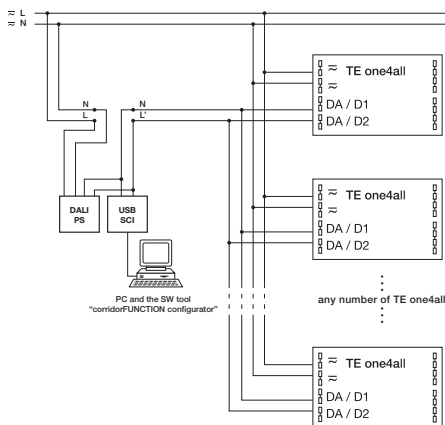 ≂ L
≂ N
≂ TE one4all
≂
DA / D1
DA / D2
N
L
N
L'
DALI
PS
USB
SCI
PC and the SW tool
“corridorFUNCTION configurator”
≂ TE one4all
≂
DA / D1
DA / D2
any number of TE one4all
≂ TE one4all
≂
DA / D1
DA / D2